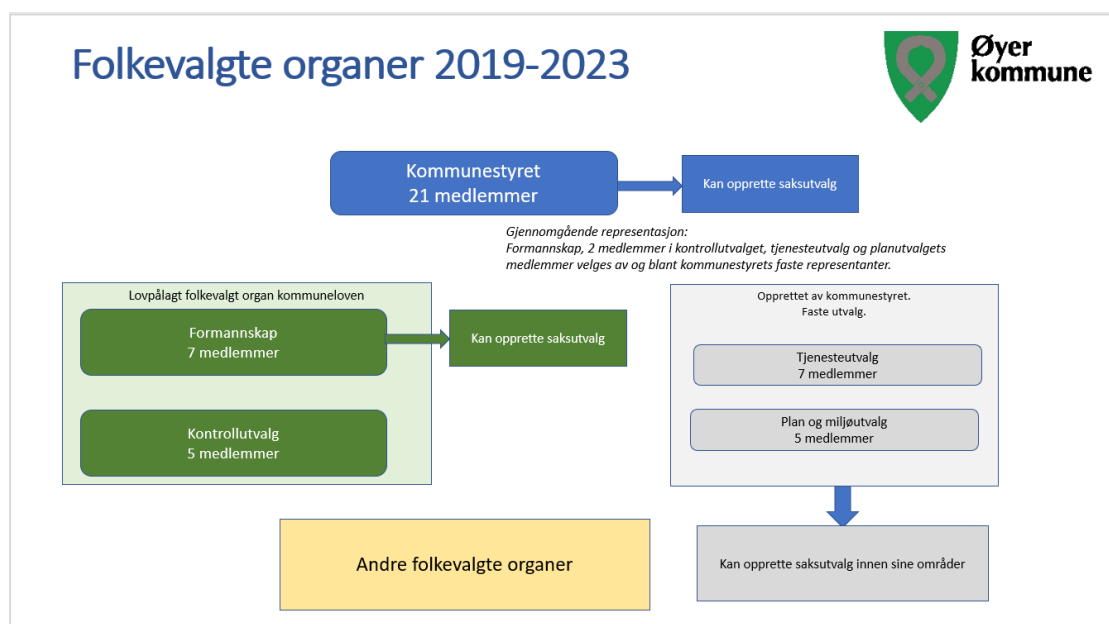 Folkevalgte organer 2019-2023
Øyer
kommune
Kommunestyret
21 medlemmer
Kan opprette saksutvalg
Gjennomgående representasjon:
Formannskap, 2 medlemmer i kontrollutvalget, tjenesteutvalg og planutvalgets
medlemmer velges av og blant kommunestyrets faste representanter.
Lovpålagt folkevalgt organ kommuneloven
Formannskap
7 medlemmer
Kan opprette saksutvalg
Kontrollutvalg
5 medlemmer
Opprettet av kommunestyret.
Faste utvalg.
Tjenesteutvalg
7 medlemmer
Plan og miljøutvalg
5 medlemmer
Andre folkevalgte organer
Kan opprette saksutvalg innen sine områder